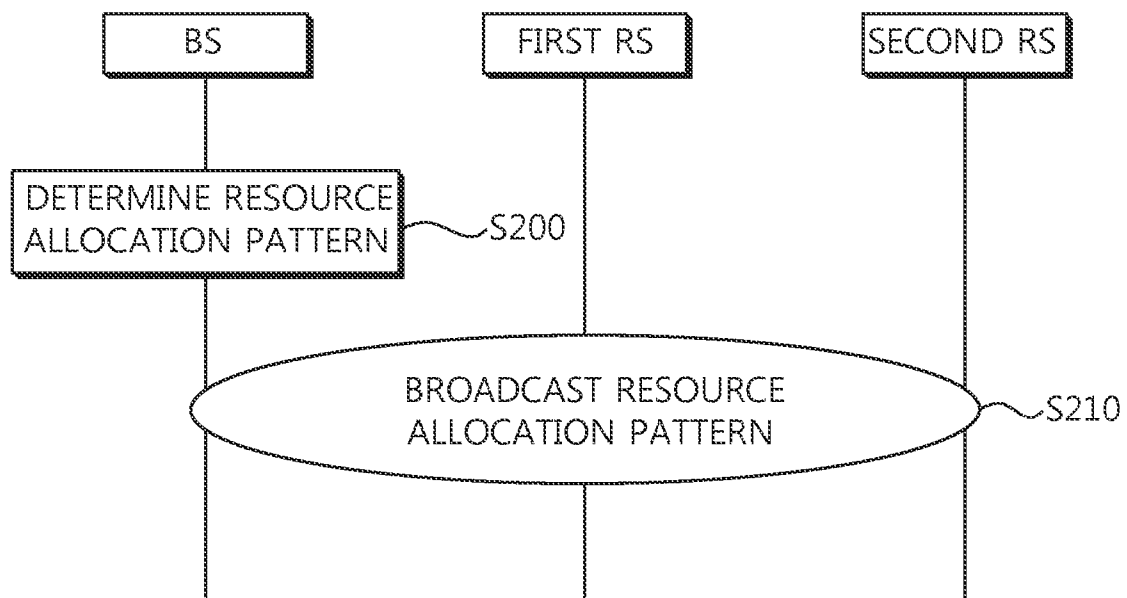 BS
FIRST RS
SECOND RS
DETERMINE RESOURCE
ALLOCATION PATTERN
S200
BROADCAST RESOURCE
ALLOCATION PATTERN
S210